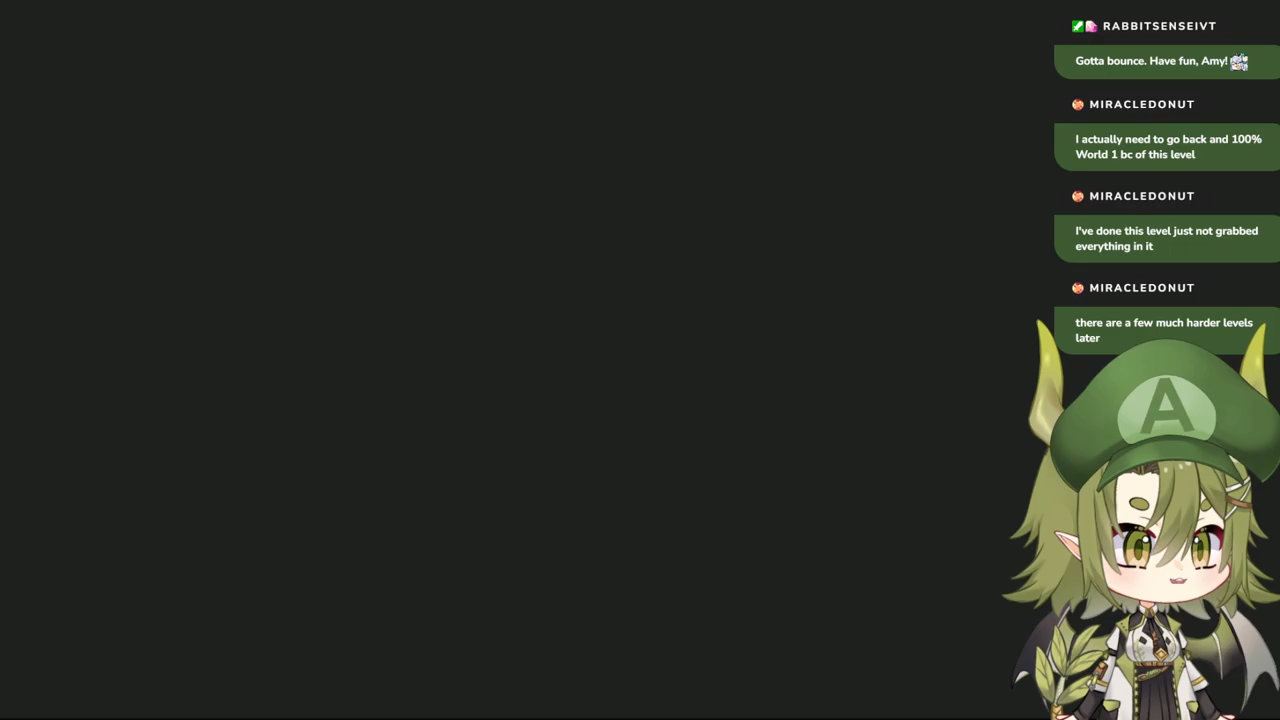 RABBITSENSEIVT
Gotta bounce. Have fun, Amy!
MIRACLEDONUT
I actually need to go back and 100%
World 1 bc of this level
MIRACLEDONUT
I've done this level just not grabbed
everything in it
MIRACLEDONUT
there are a few much harder levels
later
A